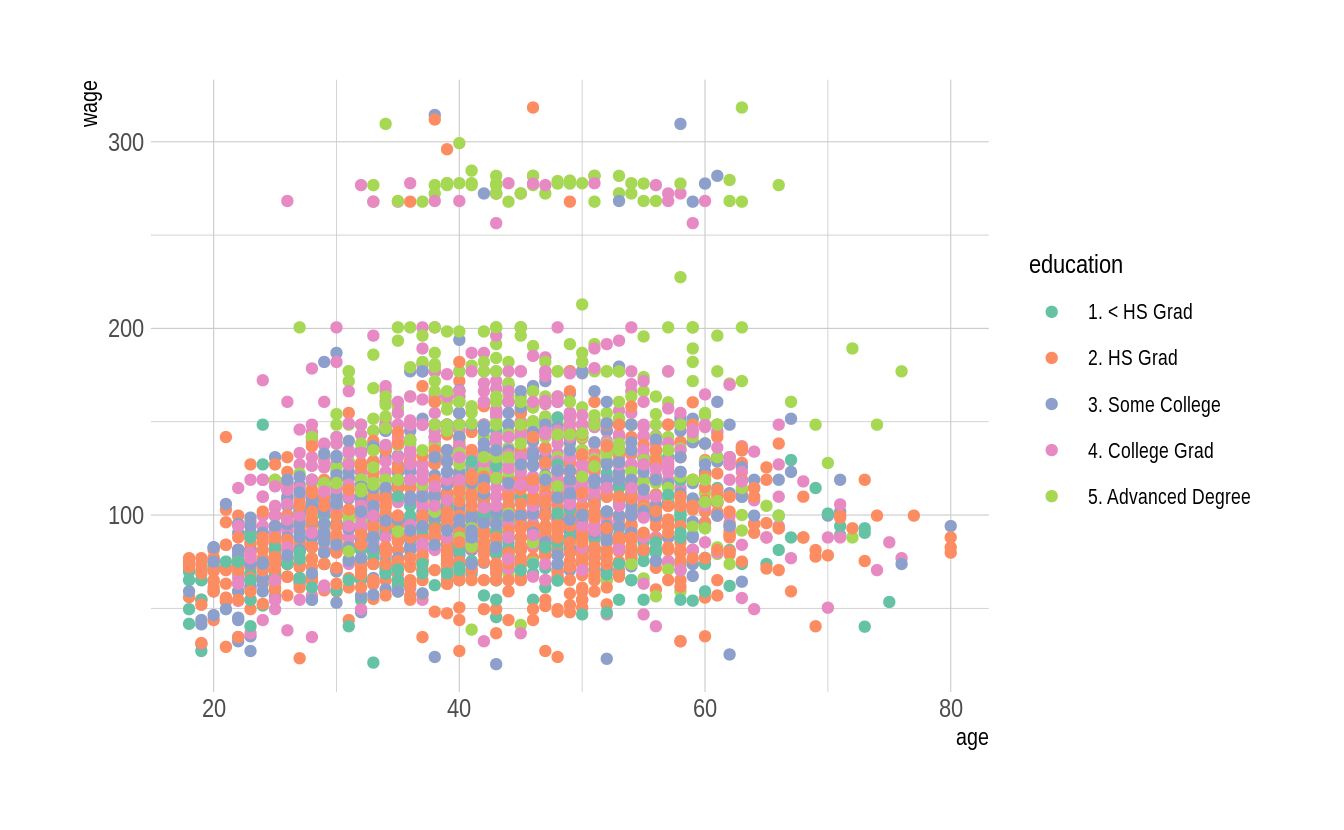 wage
300
200
100
20 40 60 80
age
education
1. < HS Grad
2. HS Grad
3. Some College
4. College Grad
5. Advanced Degree